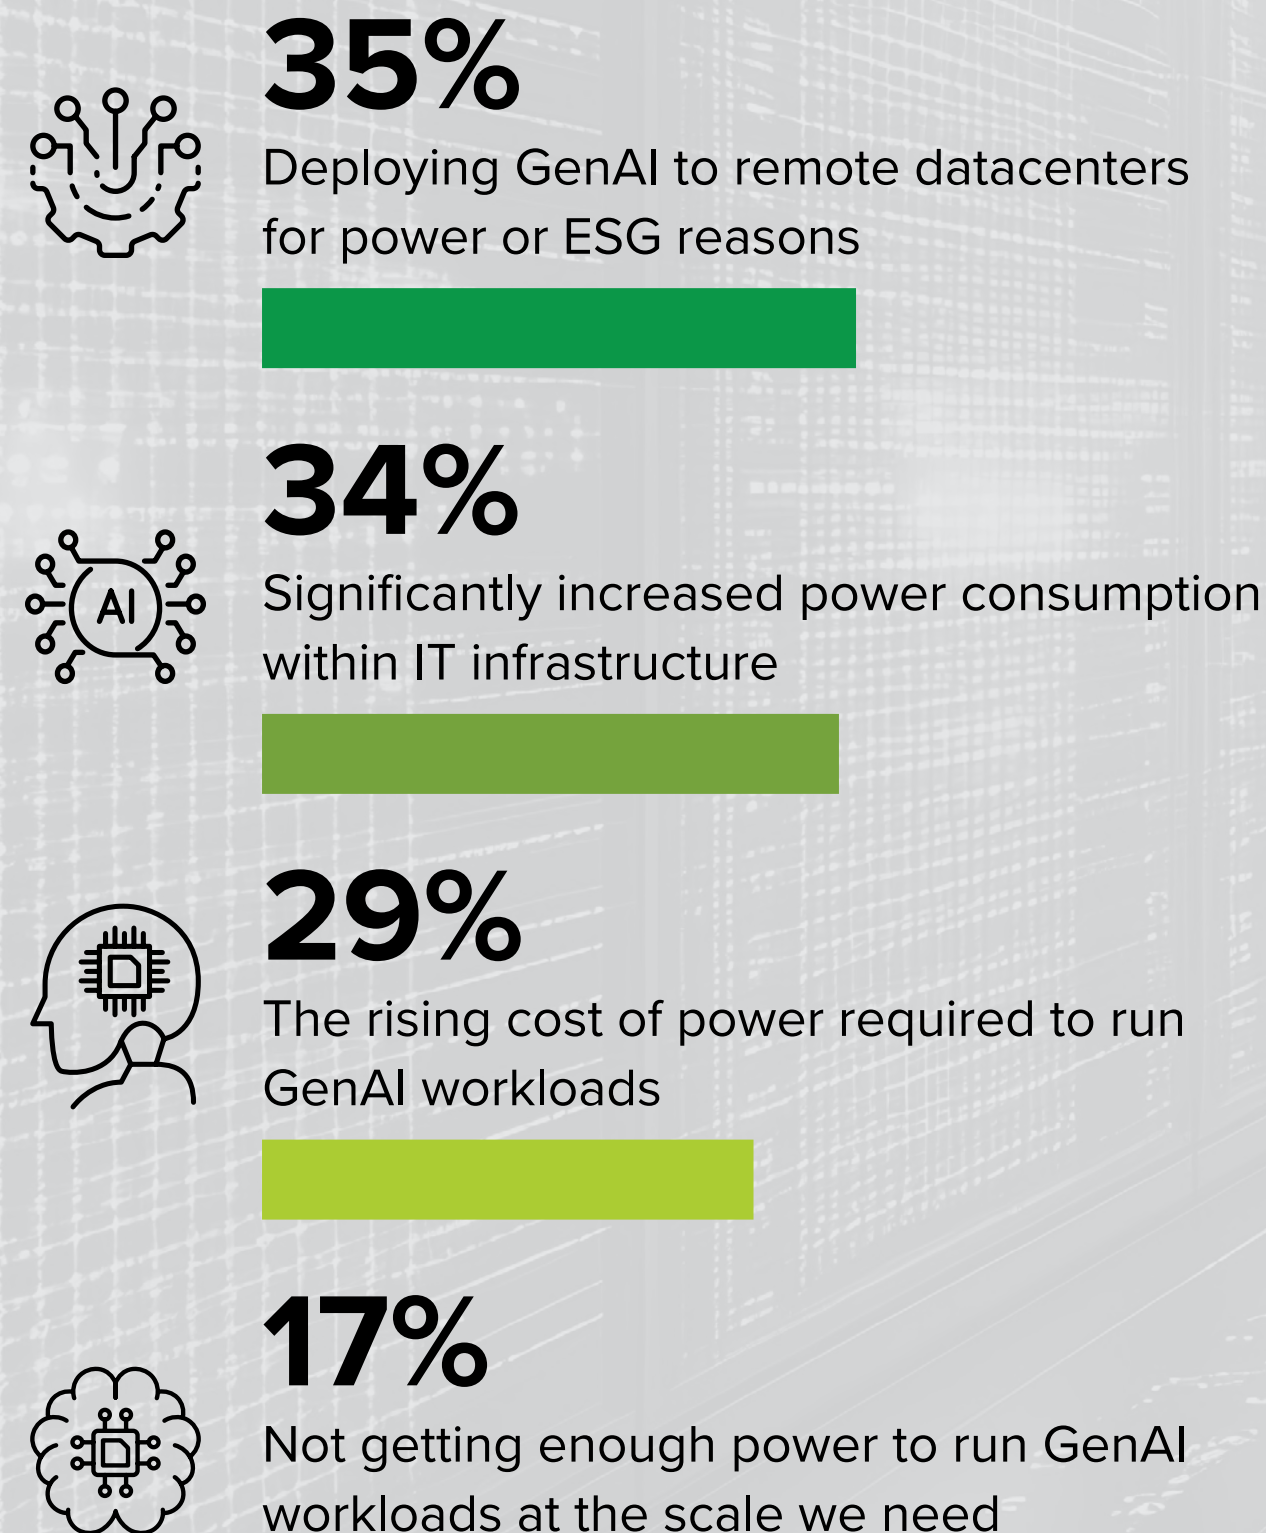 35%
Deploying GenAI to remote datacenters
for power or ESG reasons
34%
AI
Significantly increased power consumption
within IT infrastructure
29%
The rising cost of power required to run
GenAI workloads
17%
Not getting enough power to run GenAI
workloads at the scale we need